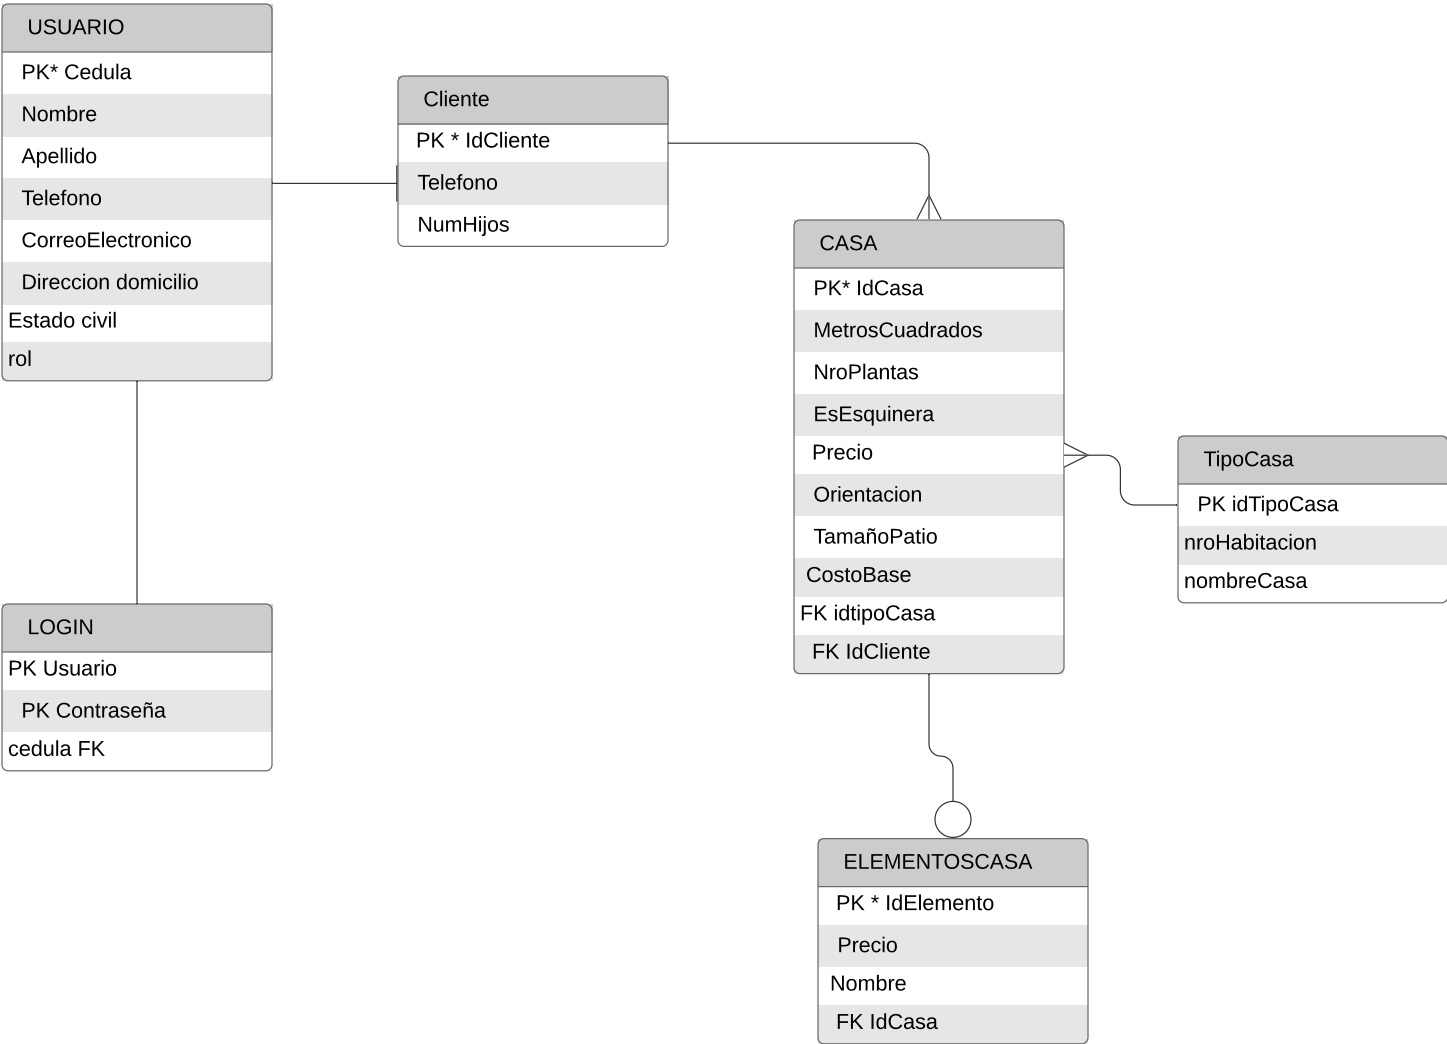 USUARIO
PK* Cedula
Nombre
Apellido
Telefono
CorreoElectronico
Direccion domicilio
Estado civil
rol
Cliente
PK * IdCliente
Telefono
NumHijos
CASA
PK* IdCasa
MetrosCuadrados
NroPlantas
EsEsquinera
Precio
Orientacion
TamañoPatio
CostoBase
FK idtipoCasa
FK IdCliente
TipoCasa
PK idTipoCasa
nroHabitacion
nombreCasa
LOGIN
PK Usuario
PK Contraseña
cedula FK
ELEMENTOSCASA
PK * IdElemento
Precio
Nombre
FK IdCasa